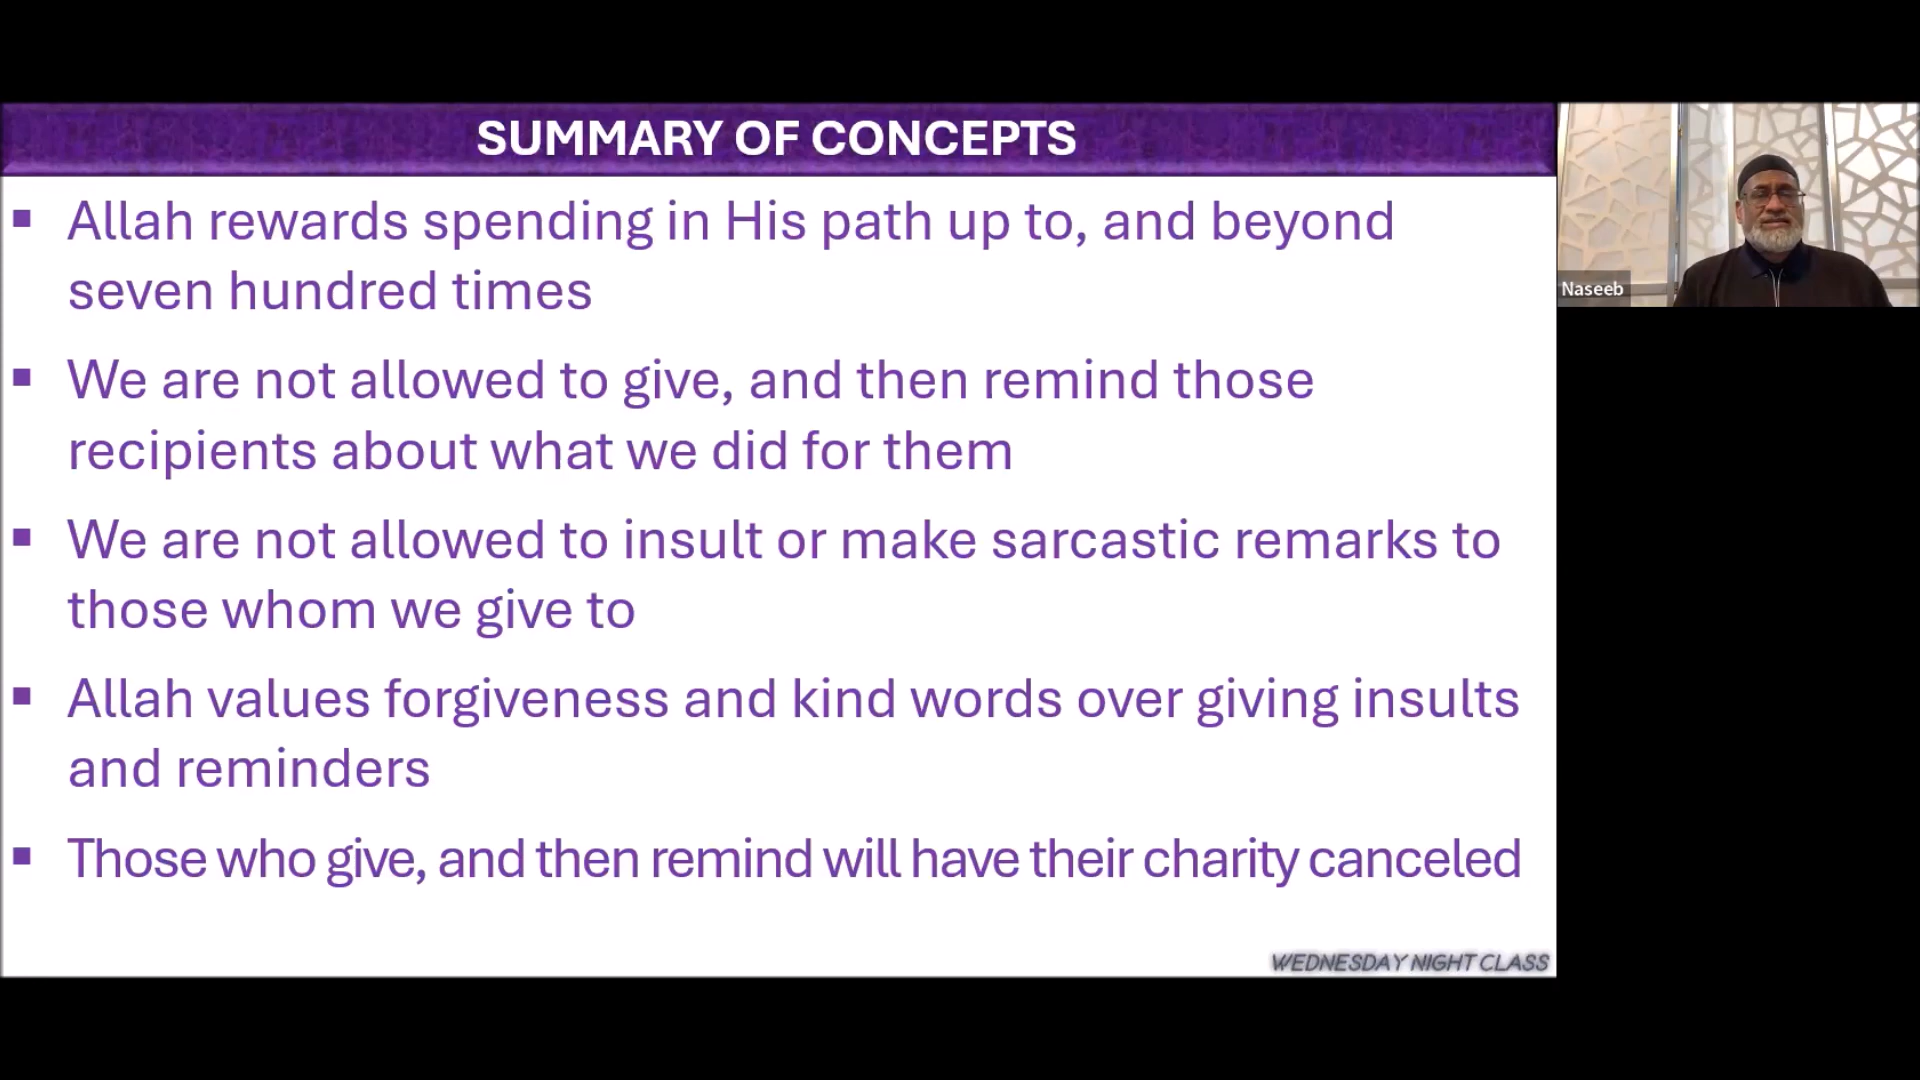 SUMMARY OF CONCEPTS
▪ Allah rewards spending in His path up to, and beyond
seven hundred times
▪ We are not allowed to give, and then remind those
recipients about what we did for them
▪ We are not allowed to insult or make sarcastic remarks to
those whom we give to
▪ Allah values forgiveness and kind words over giving insults
and reminders
▪ Those who give, and then remind will have their charity canceled
WEDNESDAY NIGHT CLASS
Naseeb